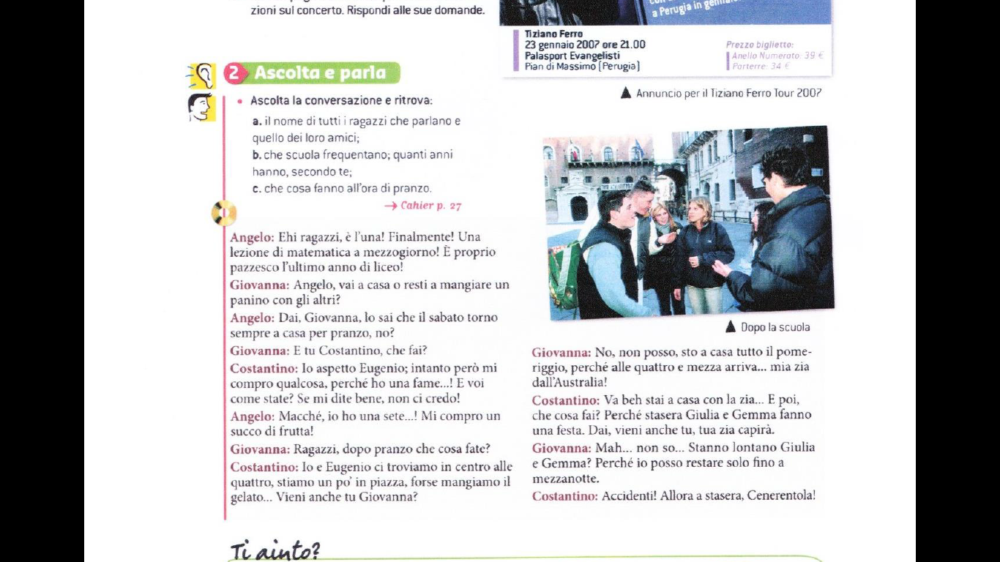 zioni sul concerto. Rispondi alle sue domande.
a Perugia in gennaio.
Tiziano Ferro
23 gennaio 2007 ore 21.00
Palasport Evangelisti
Pian di Massimo (Perugia)
Prezzo biglietto:
Anello Numerato: 39 €
Parterre: 34 €
▲ Annuncio per il Tiziano Ferro Tour 2007
2 Ascolta e parla
• Ascolta la conversazione e ritrova:
a. il nome di tutti i ragazzi che parlano e
quello dei loro amici;
b. che scuola frequentano; quanti anni
hanno, secondo te;
c. che cosa fanno all'ora di pranzo.
→ Cahier p. 27
Angelo: Ehi ragazzi, è l'una! Finalmente! Una
lezione di matematica a mezzogiorno! È proprio
pazzesco l'ultimo anno di liceo!
Giovanna: Angelo, vai a casa o resti a mangiare un
panino con gli altri?
Angelo: Dai, Giovanna, lo sai che il sabato torno
sempre a casa per pranzo, no?
Giovanna: E tu Costantino, che fai?
Costantino: Io aspetto Eugenio; intanto però mi
compro qualcosa, perché ho una fame...! E voi
come state? Se mi dite bene, non ci credo!
Angelo: Macché, io ho una sete...! Mi compro un
succo di frutta!
Giovanna: Ragazzi, dopo pranzo che cosa fate?
Costantino: Io e Eugenio ci troviamo in centro alle
quattro, stiamo un po' in piazza, forse mangiamo il
gelato... Vieni anche tu Giovanna?
▲ Dopo la scuola
Giovanna: No, non posso, sto a casa tutto il pome-
riggio, perché alle quattro e mezza arriva... mia zia
dall'Australia!
Costantino: Va beh stai a casa con la zia... E poi,
che cosa fai? Perché stasera Giulia e Gemma fanno
una festa. Dai, vieni anche tu, tua zia capirà.
Giovanna: Mah... non so... Stanno lontano Giulia
e Gemma? Perché io posso restare solo fino a
mezzanotte.
Costantino: Accidenti! Allora a stasera, Cenerentola!
Ti aiuto?